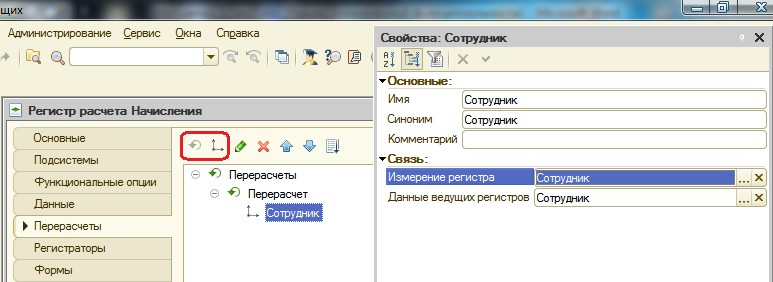 щих
Администрирование Сервис Окна Справка
Регистр расчета Начисления
Основные
Подсистемы
Функциональные опции
Данные
Перерасчеты
Регистраторы
Формы
Перерасчеты
Перерасчет
Сотрудник
Свойства: Сотрудник
Основные:
Имя Сотрудник
Синоним Сотрудник
Комментарий
Связь:
Измерение регистра Сотрудник ...
Данные ведущих регистров Сотрудник ...